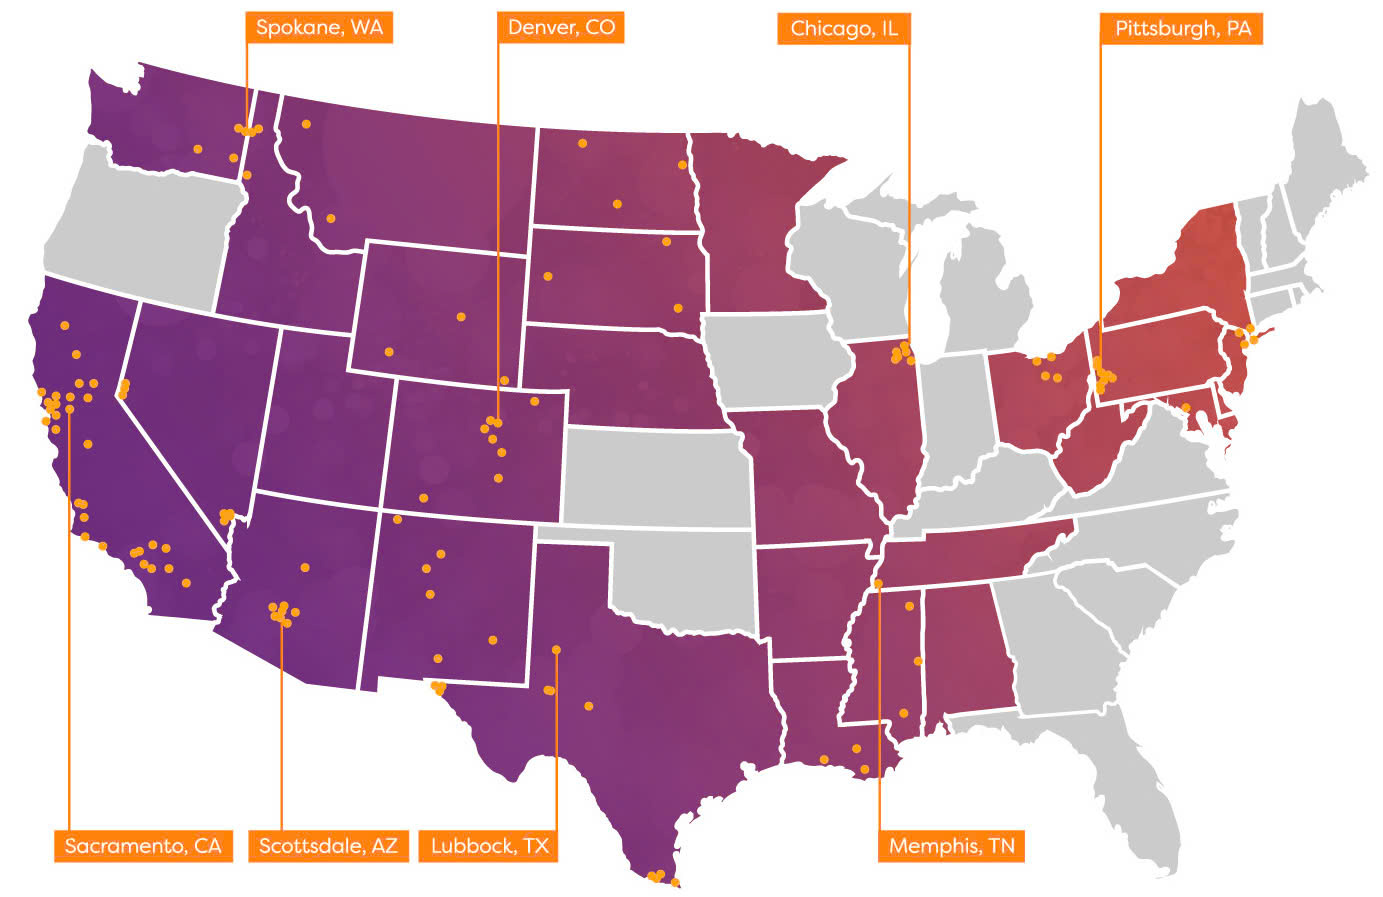 Spokane, WA
Denver, CO
Chicago, IL
Pittsburgh, PA
Sacramento, CA
Scottsdale, AZ
Lubbock, TX
Memphis, TN